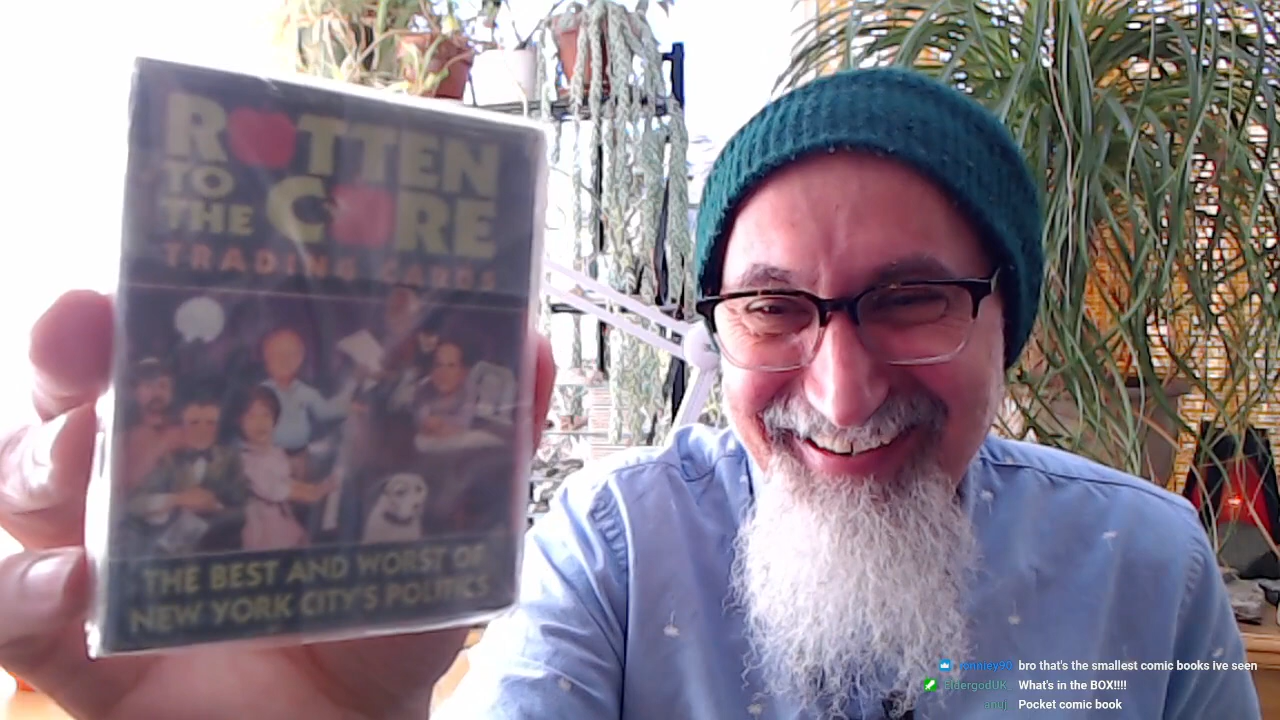 ROTTEN
TO
THE CORE
TRADING CARDS
THE BEST AND WORST OF
NEW YORK CITY'S POLITICS
bro that's the smallest comic books ive seen
EldergodUK_ What's in the BOX!!!!
Pocket comic book